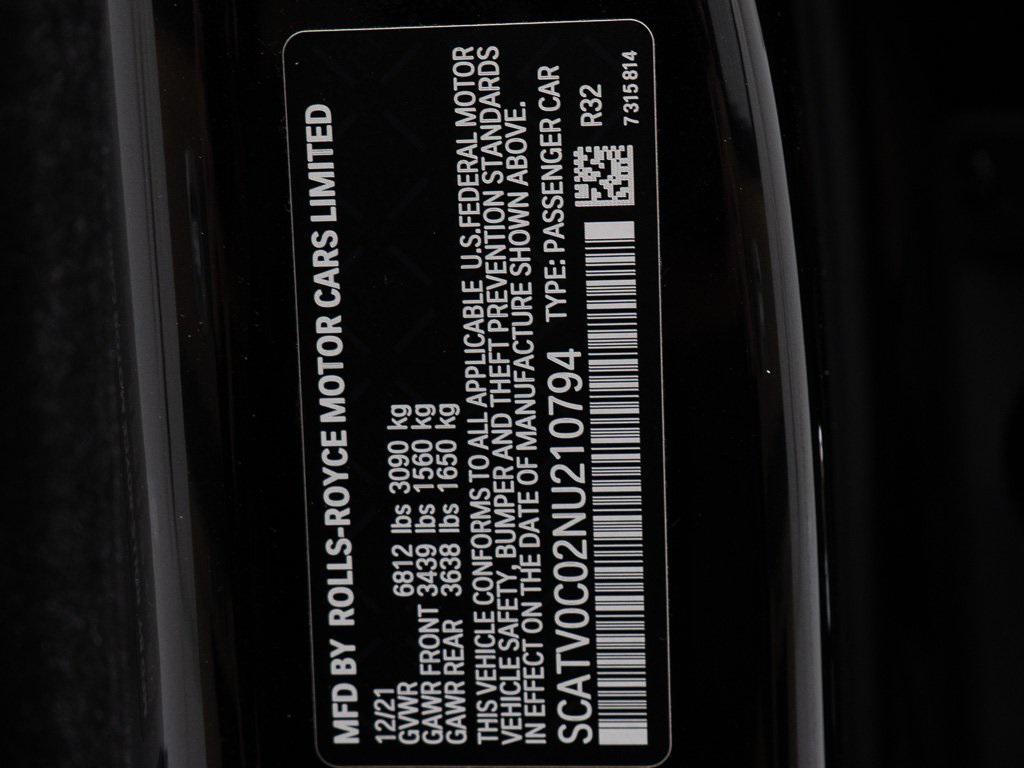 MFD BY ROLLS-ROYCE MOTOR CARS LIMITED
12/21
GVWR 6812 lbs 3090 kg
GAWR FRONT 3439 lbs 1560 kg
GAWR REAR 3638 lbs 1650 kg
THIS VEHICLE CONFORMS TO ALL APPLICABLE U.S.FEDERAL MOTOR
VEHICLE SAFETY, BUMPER AND THEFT PREVENTION STANDARDS
IN EFFECT ON THE DATE OF MANUFACTURE SHOWN ABOVE.
SCATV0C02NU210794 TYPE: PASSENGER CAR
R32
7315814